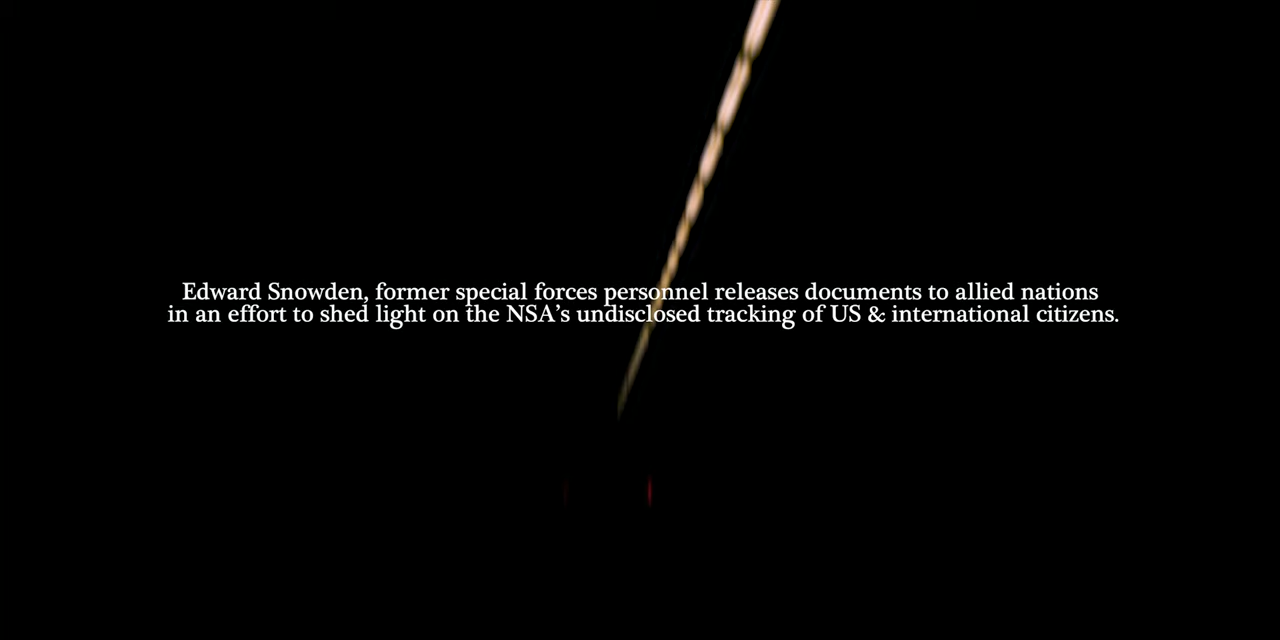 Edward Snowden, former special forces personnel releases documents to allied nations
in an effort to shed light on the NSA’s undisclosed tracking of US & international citizens.